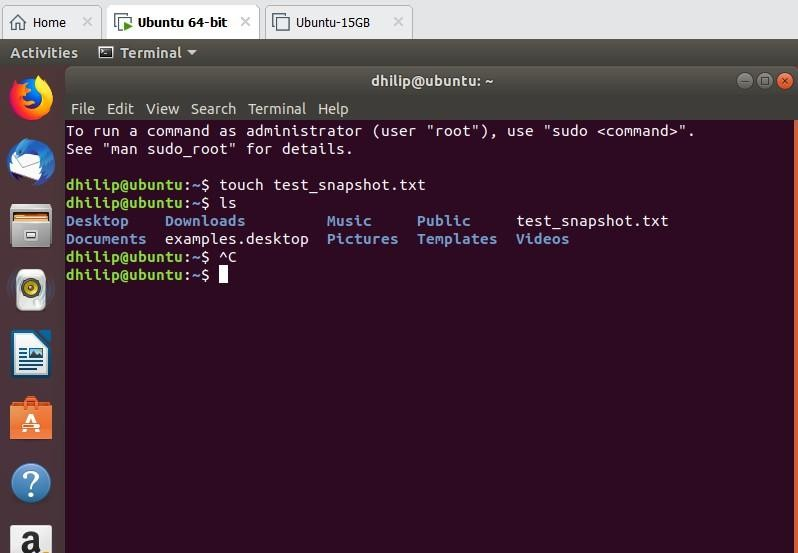 Home
Ubuntu 64-bit
Ubuntu-15GB
Activities Terminal
dhilip@ubuntu: ~
File Edit View Search Terminal Help
To run a command as administrator (user "root"), use "sudo <command>".
See "man sudo_root" for details.
dhilip@ubuntu:~$ touch test_snapshot.txt
dhilip@ubuntu:~$ ls
Desktop Downloads Music Public test_snapshot.txt
Documents examples.desktop Pictures Templates Videos
dhilip@ubuntu:~$ ^C
dhilip@ubuntu:~$